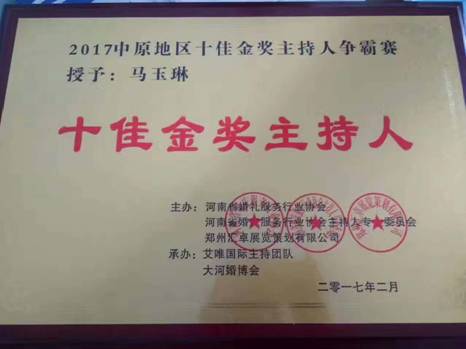 2017中原地区十佳金奖主持人争霸赛
授予：马玉琳
十佳金奖主持人
主办：河南省婚礼服务行业协会
河南省婚礼服务行业协会主持人专业委员会
郑州汇卓展览策划有限公司
承办：艾唯国际主持团队
大河婚博会
二零一七年二月